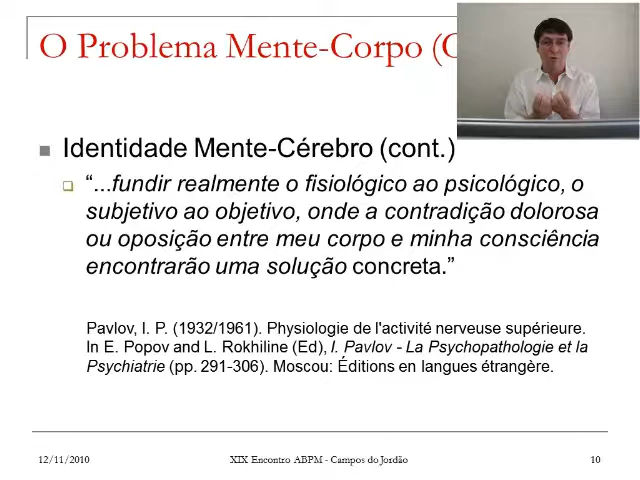 O Problema Mente-Corpo (
Identidade Mente-Cérebro (cont.)
“...fundir realmente o fisiológico ao psicológico, o
subjetivo ao objetivo, onde a contradição dolorosa
ou oposição entre meu corpo e minha consciência
encontrarão uma solução concreta.”
Pavlov, I. P. (1932/1961). Physiologie de l'activité nerveuse supérieure.
In E. Popov and L. Rokhiline (Ed), I. Pavlov - La Psychopathologie et la
Psychiatrie (pp. 291-306). Moscou: Éditions en langues étrangère.
12/11/2010 XIX Encontro ABPM - Campos do Jordão 10